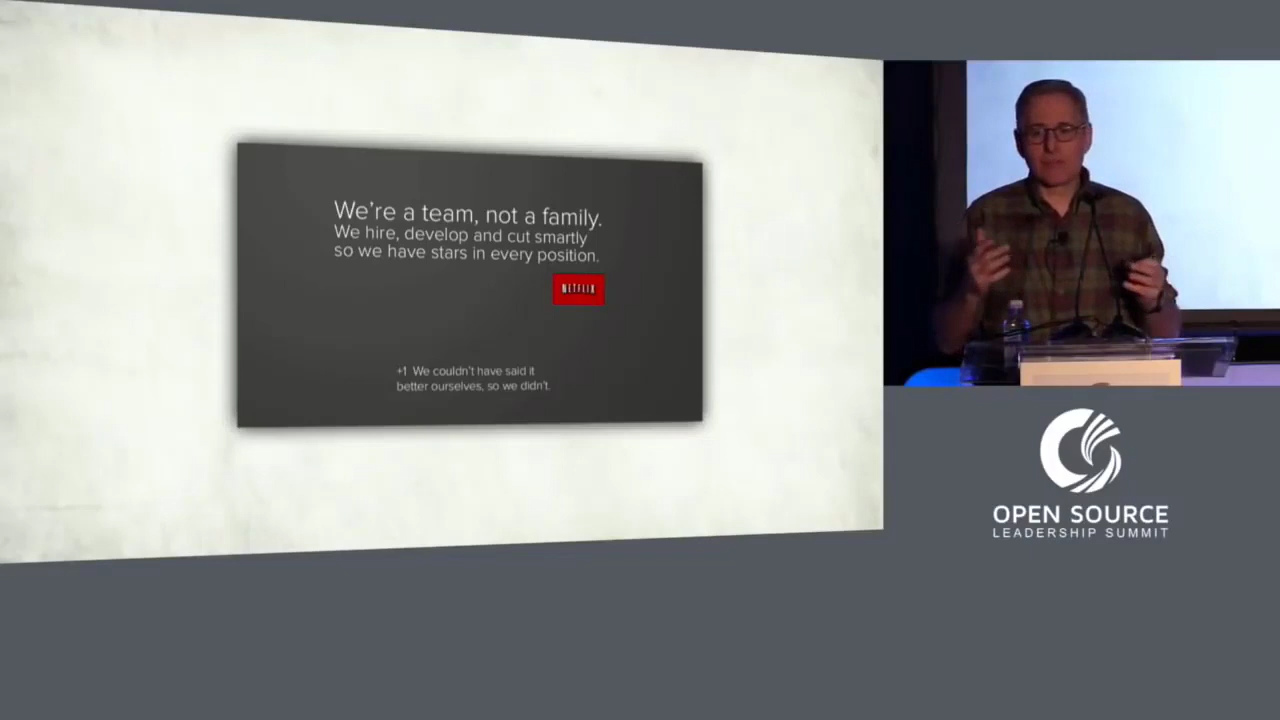 We're a team, not a family.
We hire, develop and cut smartly
so we have stars in every position.
NETFLIX
+1 We couldn't have said it
better ourselves, so we didn't.
OPEN SOURCE
LEADERSHIP SUMMIT